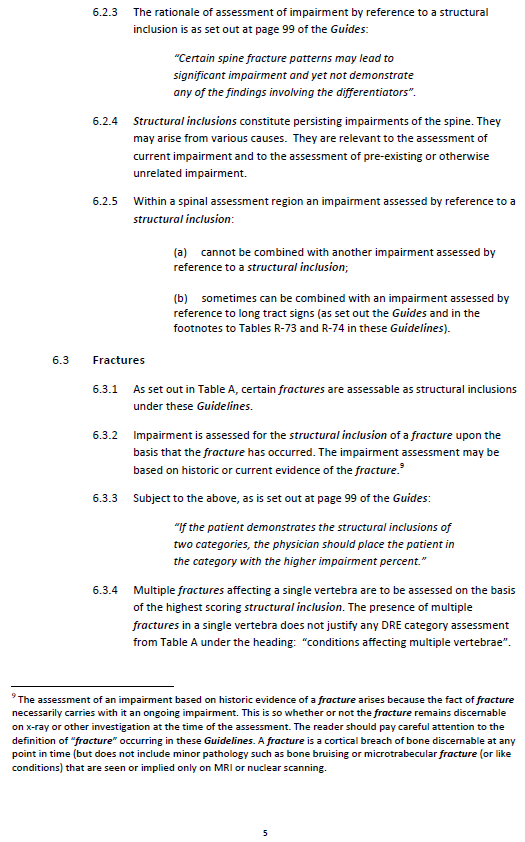 6.2.3 The rationale of assessment of impairment by reference to a structural
inclusion is as set out at page 99 of the Guides:
“Certain spine fracture patterns may lead to
significant impairment and yet not demonstrate
any of the findings involving the differentiators”.
6.2.4 Structural inclusions constitute persisting impairments of the spine. They
may arise from various causes. They are relevant to the assessment of
current impairment and to the assessment of pre-existing or otherwise
unrelated impairment.
6.2.5 Within a spinal assessment region an impairment assessed by reference to a
structural inclusion:
(a) cannot be combined with another impairment assessed by
reference to a structural inclusion;
(b) sometimes can be combined with an impairment assessed by
reference to long tract signs (as set out the Guides and in the
footnotes to Tables R-73 and R-74 in these Guidelines).
6.3 Fractures
6.3.1 As set out in Table A, certain fractures are assessable as structural inclusions
under these Guidelines.
6.3.2 Impairment is assessed for the structural inclusion of a fracture upon the
basis that the fracture has occurred. The impairment assessment may be
based on historic or current evidence of the fracture.9
6.3.3 Subject to the above, as is set out at page 99 of the Guides:
“If the patient demonstrates the structural inclusions of
two categories, the physician should place the patient in
the category with the higher impairment percent.”
6.3.4 Multiple fractures affecting a single vertebra are to be assessed on the basis
of the highest scoring structural inclusion. The presence of multiple
fractures in a single vertebra does not justify any DRE category assessment
from Table A under the heading: “conditions affecting multiple vertebrae”.
9 The assessment of an impairment based on historic evidence of a fracture arises because the fact of fracture
necessarily carries with it an ongoing impairment. This is so whether or not the fracture remains discernable
on x-ray or other investigation at the time of the assessment. The reader should pay careful attention to the
definition of “fracture” occurring in these Guidelines. A fracture is a cortical breach of bone discernable at any
point in time (but does not include minor pathology such as bone bruising or microtrabecular fracture (or like
conditions) that are seen or implied only on MRI or nuclear scanning.
5